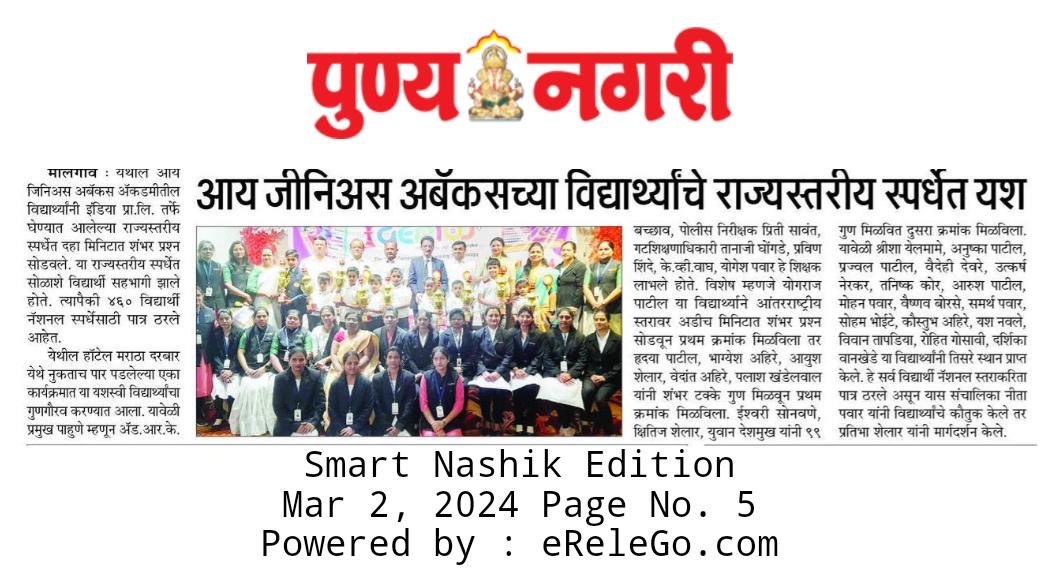 पुण्य नगरी
आय जीनिअस अबॅकसच्या विद्यार्थ्यांचे राज्यस्तरीय स्पर्धेत यश
मालेगाव : येथील आय
जिनिअस अबॅकस ॲकडमीतील
विद्यार्थ्यांनी इंडिया प्रा.लि. तर्फे
घेण्यात आलेल्या राज्यस्तरीय
स्पर्धेत दहा मिनिटात शंभर प्रश्न
सोडवले. या राज्यस्तरीय स्पर्धेत
सोळाशे विद्यार्थी सहभागी झाले
होते. त्यापैकी ४६० विद्यार्थी
नॅशनल स्पर्धेसाठी पात्र ठरले
आहेत.
येथील हॉटेल मराठा दरबार
येथे नुकताच पार पडलेल्या एका
कार्यक्रमात या यशस्वी विद्यार्थ्यांचा
गुणगौरव करण्यात आला. यावेळी
प्रमुख पाहुणे म्हणून ॲड.आर.के.
बच्छाव, पोलीस निरीक्षक प्रिती सावंत,
गटशिक्षणाधिकारी तानाजी घोंगडे, प्रविण
शिंदे, के.व्ही.वाघ, योगेश पवार हे शिक्षक
लाभले होते. विशेष म्हणजे योगराज
पाटील या विद्यार्थ्याने आंतरराष्ट्रीय
स्तरावर अडीच मिनिटात शंभर प्रश्न
सोडवून प्रथम क्रमांक मिळविला तर
हृदया पाटील, भाग्येश अहिरे, आयुश
शेलार, वेदांत अहिरे, पलाश खंडेलवाल
यांनी शंभर टक्के गुण मिळवून प्रथम
क्रमांक मिळविला. ईश्वरी सोनवणे,
क्षितिज शेलार, युवान देशमुख यांनी ९९
गुण मिळवित दुसरा क्रमांक मिळविला.
यावेळी श्रीशा येलमामे, अनुष्का पाटील,
प्रज्वल पाटील, वैदेही देवरे, उत्कर्ष
नेरकर, तनिष्क कोर, आरुश पाटील,
मोहन पवार, वैष्णव बोरसे, समर्थ पवार,
सोहम भोईटे, कौस्तुभ अहिरे, यश नवले,
विवान तापडिया, रोहित गोसावी, दर्शिका
वानखेडे या विद्यार्थ्यांनी तिसरे स्थान प्राप्त
केले. हे सर्व विद्यार्थी नॅशनल स्तराकरिता
पात्र ठरले असून यास संचालिका नीता
पवार यांनी विद्यार्थ्यांचे कौतुक केले तर
प्रतिभा शेलार यांनी मार्गदर्शन केले.
Smart Nashik Edition
Mar 2, 2024 Page No. 5
Powered by : eReleGo.com